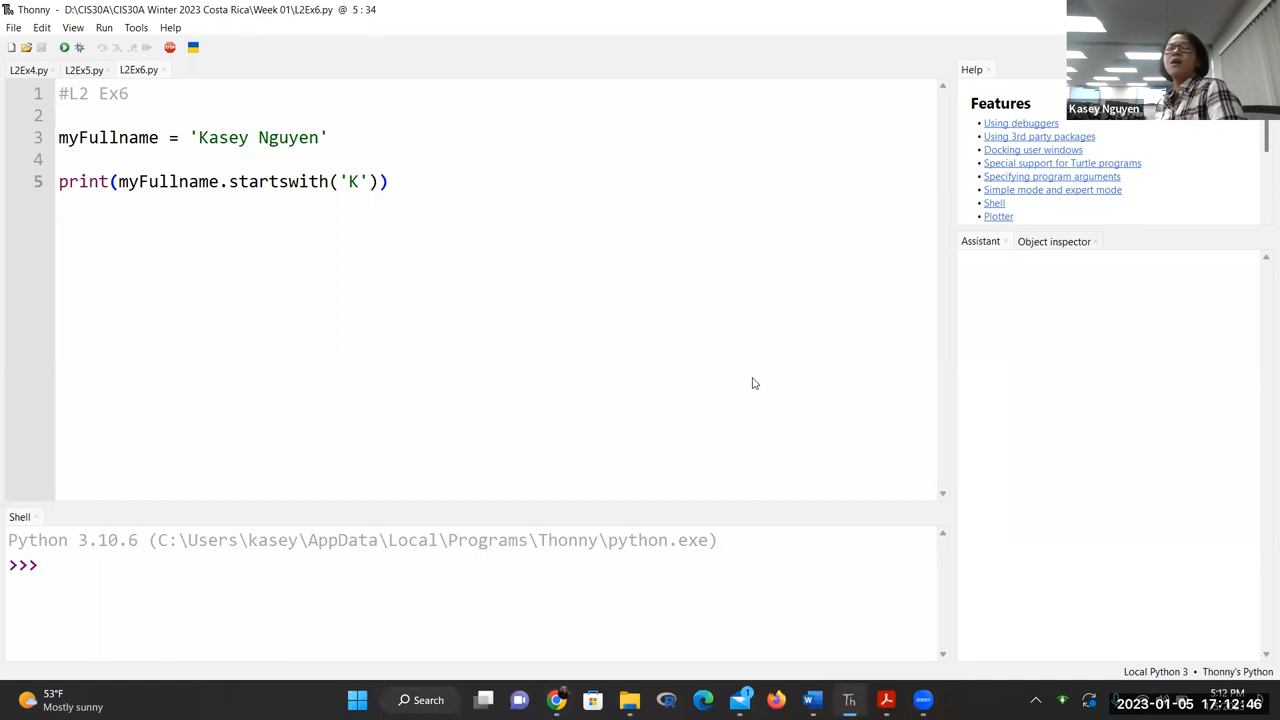 Thonny - D:\CIS30A\CIS30A Winter 2023 Costa Rica\Week 01\L2Ex6.py @ 5 : 34
File Edit View Run Tools Help
L2Ex4.py L2Ex5.py L2Ex6.py
1 #L2 Ex6
2
3 myFullname = 'Kasey Nguyen'
4
5 print(myFullname.startswith('K'))
Shell
Python 3.10.6 (C:\Users\kasey\AppData\Local\Programs\Thonny\python.exe)
>>>
Help
Kasey Nguyen
Features
• Using debuggers
• Using 3rd party packages
• Docking user windows
• Special support for Turtle programs
• Specifying program arguments
• Simple mode and expert mode
• Shell
• Plotter
Assistant Object inspector
Local Python 3 • Thonny's Python
53°F
Mostly sunny
Search
5:12 PM
2023-01-05 17:12:46